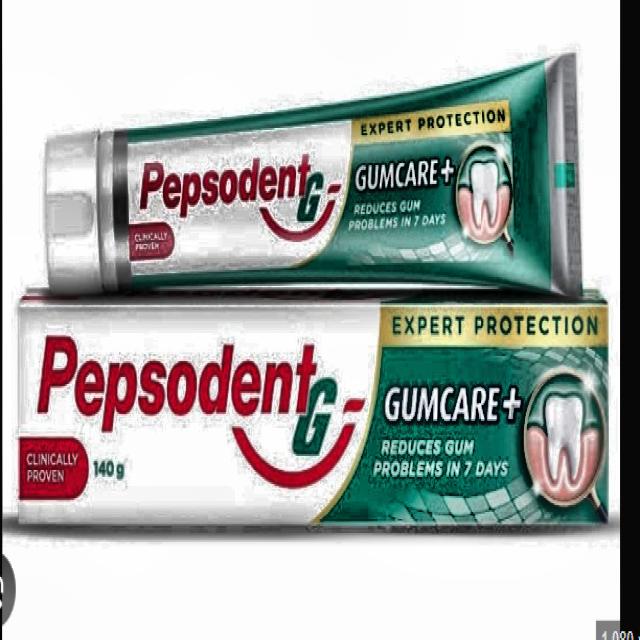 EXPERT PROTECTION
Pepsodent G
GUMCARE+
REDUCES GUM
PROBLEMS IN 7 DAYS
CLINICALLY
PROVEN
EXPERT PROTECTION
Pepsodent G
GUMCARE+
REDUCES GUM
PROBLEMS IN 7 DAYS
CLINICALLY
PROVEN
140 g